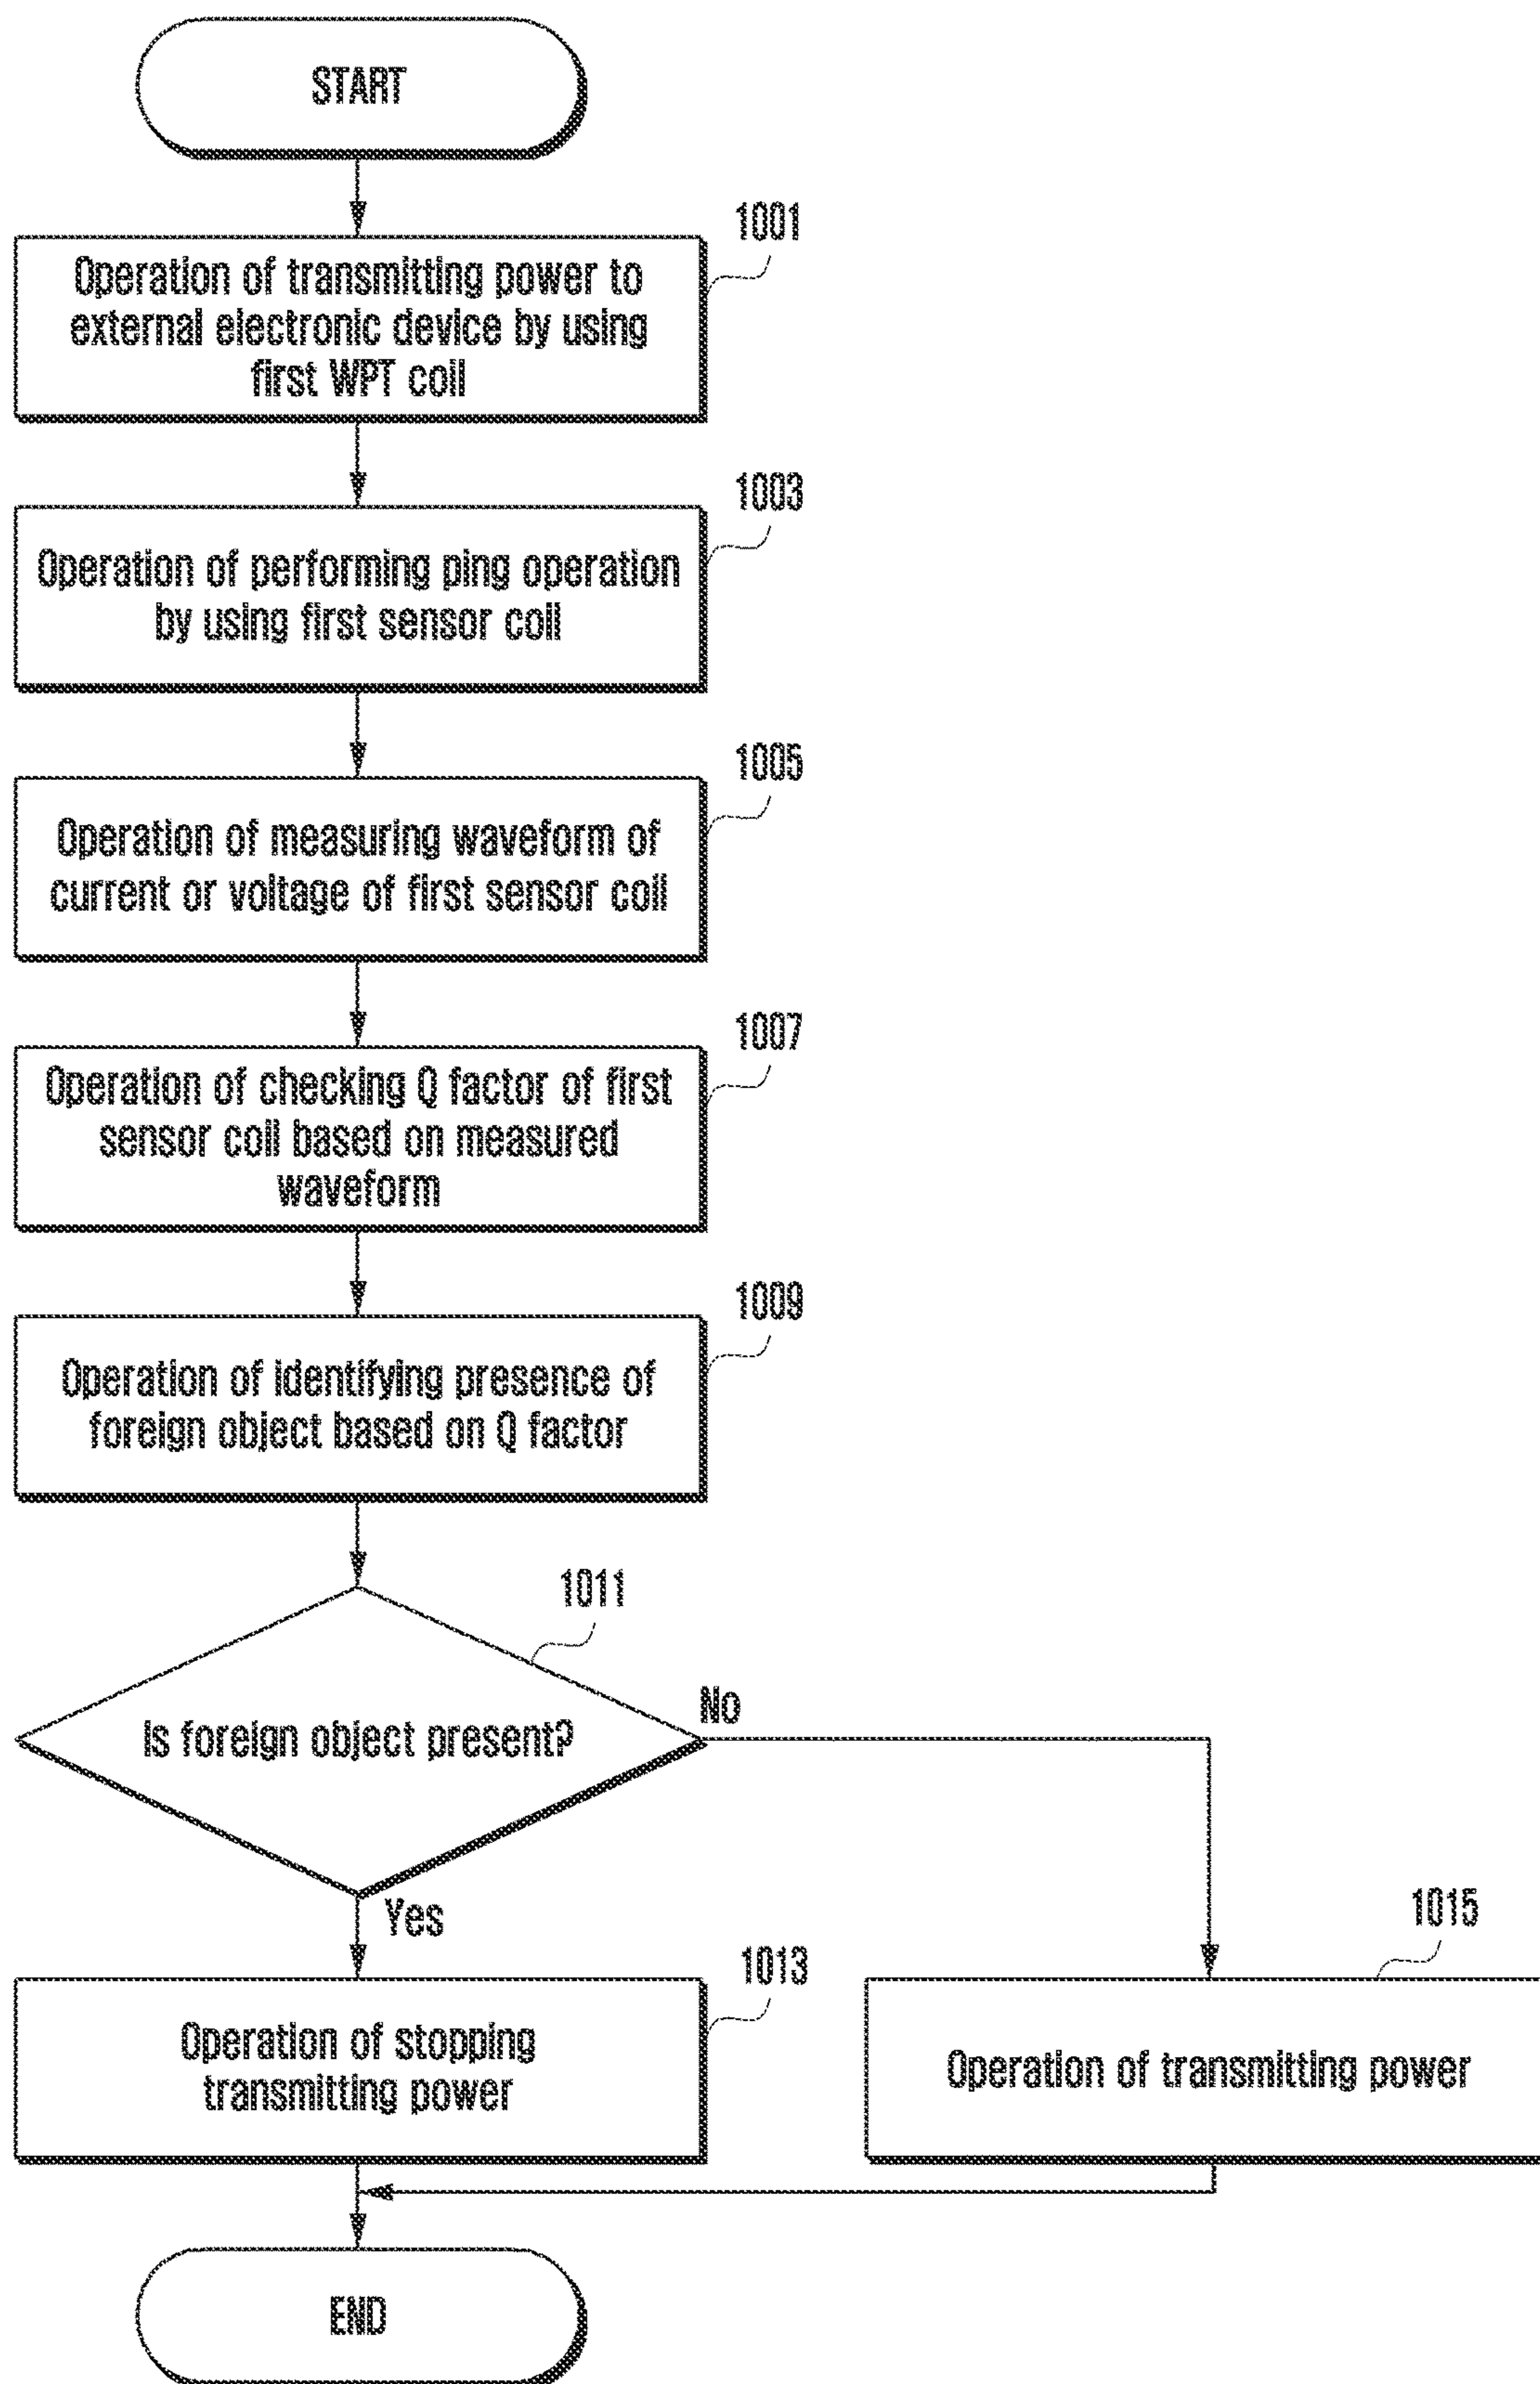 START
1001
Operation of transmitting power to
external electronic device by using
first WPT coil
1003
Operation of performing ping operation
by using first sensor coil
1005
Operation of measuring waveform of
current or voltage of first sensor coil
1007
Operation of checking Q factor of first
sensor coil based on measured
waveform
1009
Operation of identifying presence of
foreign object based on Q factor
1011
Is foreign object present?
No
Yes
1013
Operation of stopping
transmitting power
1015
Operation of transmitting power
END